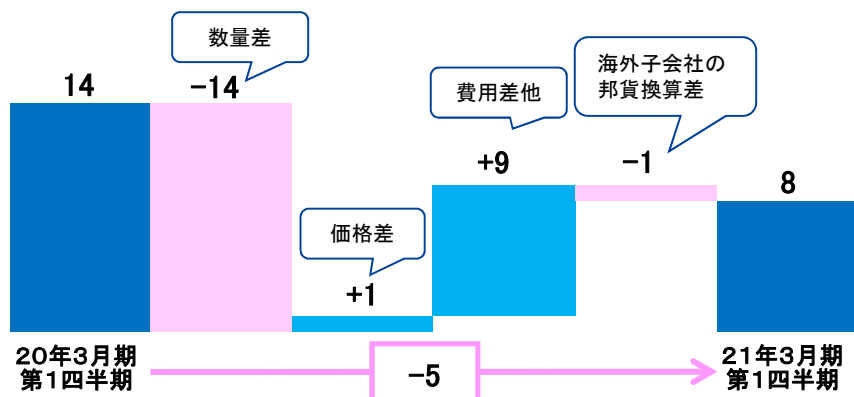 数量差
海外子会社の
邦貨換算差
14
-14
費用差他
+9
-1
8
価格差
+1
20年3月期
第1四半期
-5
21年3月期
第1四半期